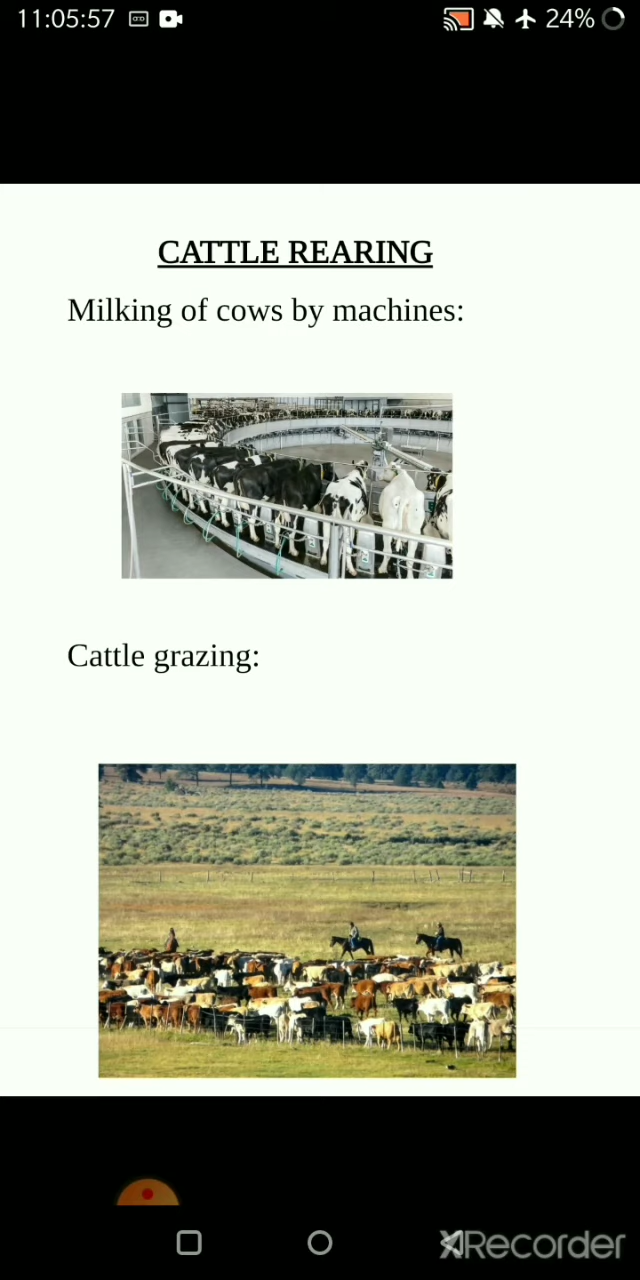 11:05:57 24%
CATTLE REARING
Milking of cows by machines:
Cattle grazing:
XRecorder